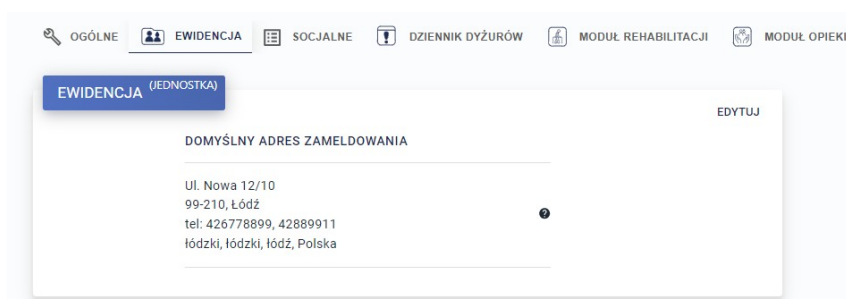 OGÓLNE EWIDENCJA SOCJALNE DZIENNIK DYŻURÓW MODUŁ REHABILITACJI MODUŁ OPIEKI
EWIDENCJA (JEDNOSTKA)
EDYTUJ
DOMYŚLNY ADRES ZAMELDOWANIA
Ul. Nowa 12/10
99-210, Łódź
tel: 426778899, 42889911
łódzki, łódzki, łódź, Polska